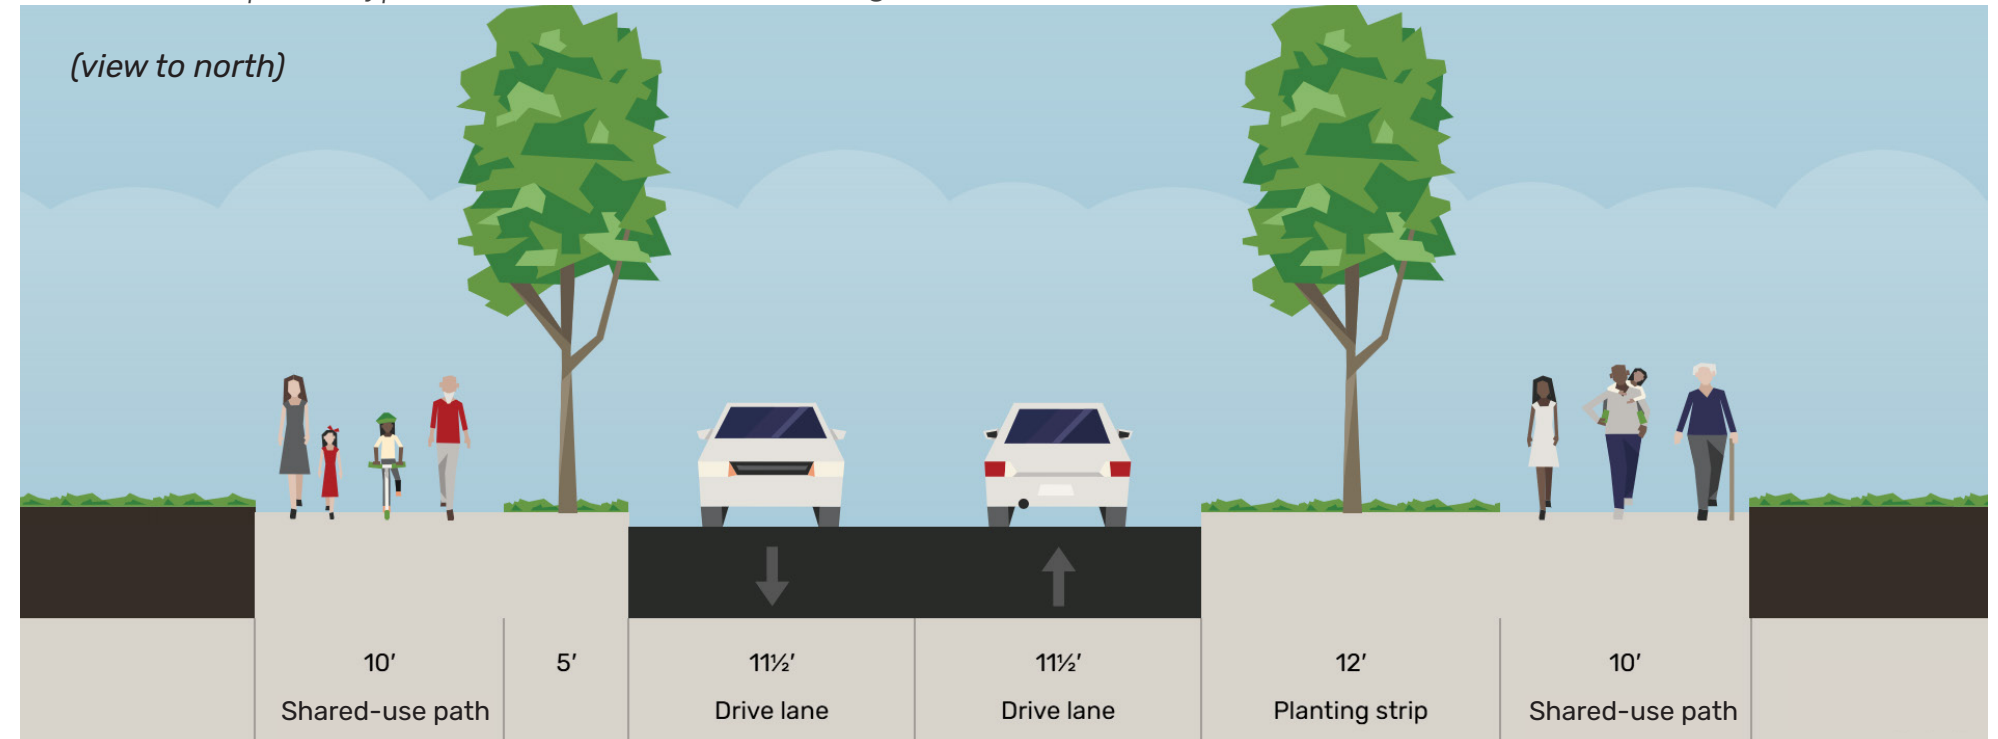 (view to north)
10′ 5′ 11½′ 11½′ 12′ 10′
Shared-use path Drive lane Drive lane Planting strip Shared-use path